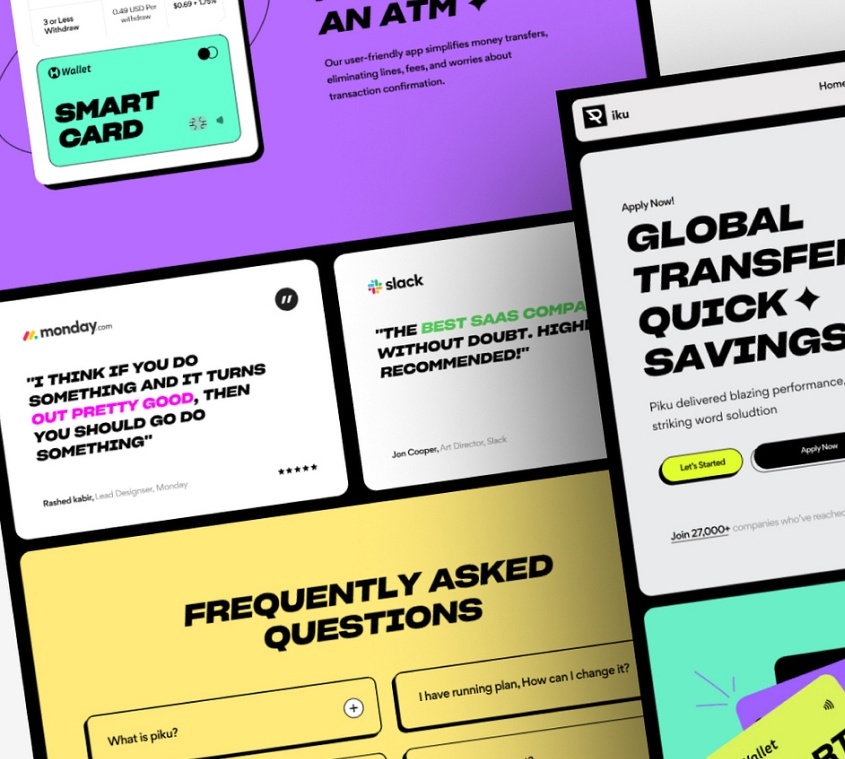 3 or Less
Withdraw
0.49 USD Per
withdraw
$0.69 + 1.75%
Wallet
SMART
CARD
AN ATM
Our user-friendly app simplifies money transfers,
eliminating lines, fees, and worries about
transaction confirmation.
monday.com
"I THINK IF YOU DO
SOMETHING AND IT TURNS
OUT PRETTY GOOD, THEN
YOU SHOULD GO DO
SOMETHING"
Rashed kabir, Lead Designser, Monday
slack
"THE BEST SAAS COMPA
WITHOUT DOUBT. HIGH
RECOMMENDED!"
Jon Cooper, Art Director, Slack
FREQUENTLY ASKED
QUESTIONS
What is piku?
I have running plan, How can I change it?
iku
Home
Apply Now!
GLOBAL
TRANSFE
QUICK
SAVINGS
Piku delivered blazing performance,
striking word soludtion
Let's Started
Apply Now
Join 27,000+ companies who've reached
Wallet